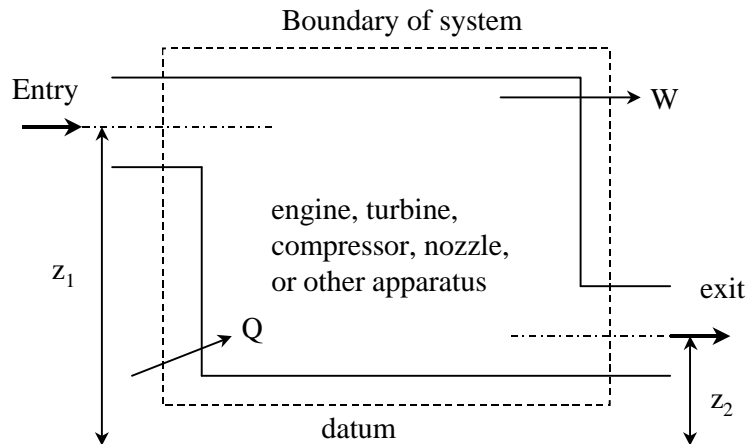 Boundary of system
Entry
W
engine, turbine,
compressor, nozzle,
or other apparatus
z₁
exit
Q
z₂
datum